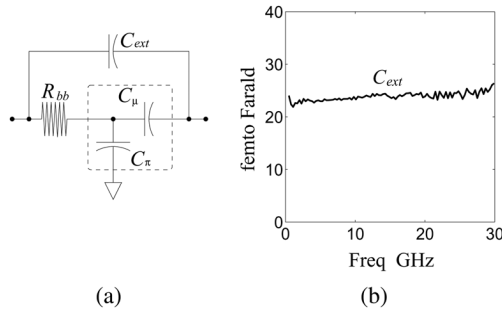 C_ext
R_bb
C_μ
C_π
(a)
40
30
20
10
0
femto Farald
C_ext
0 10 20 30
Freq GHz
(b)